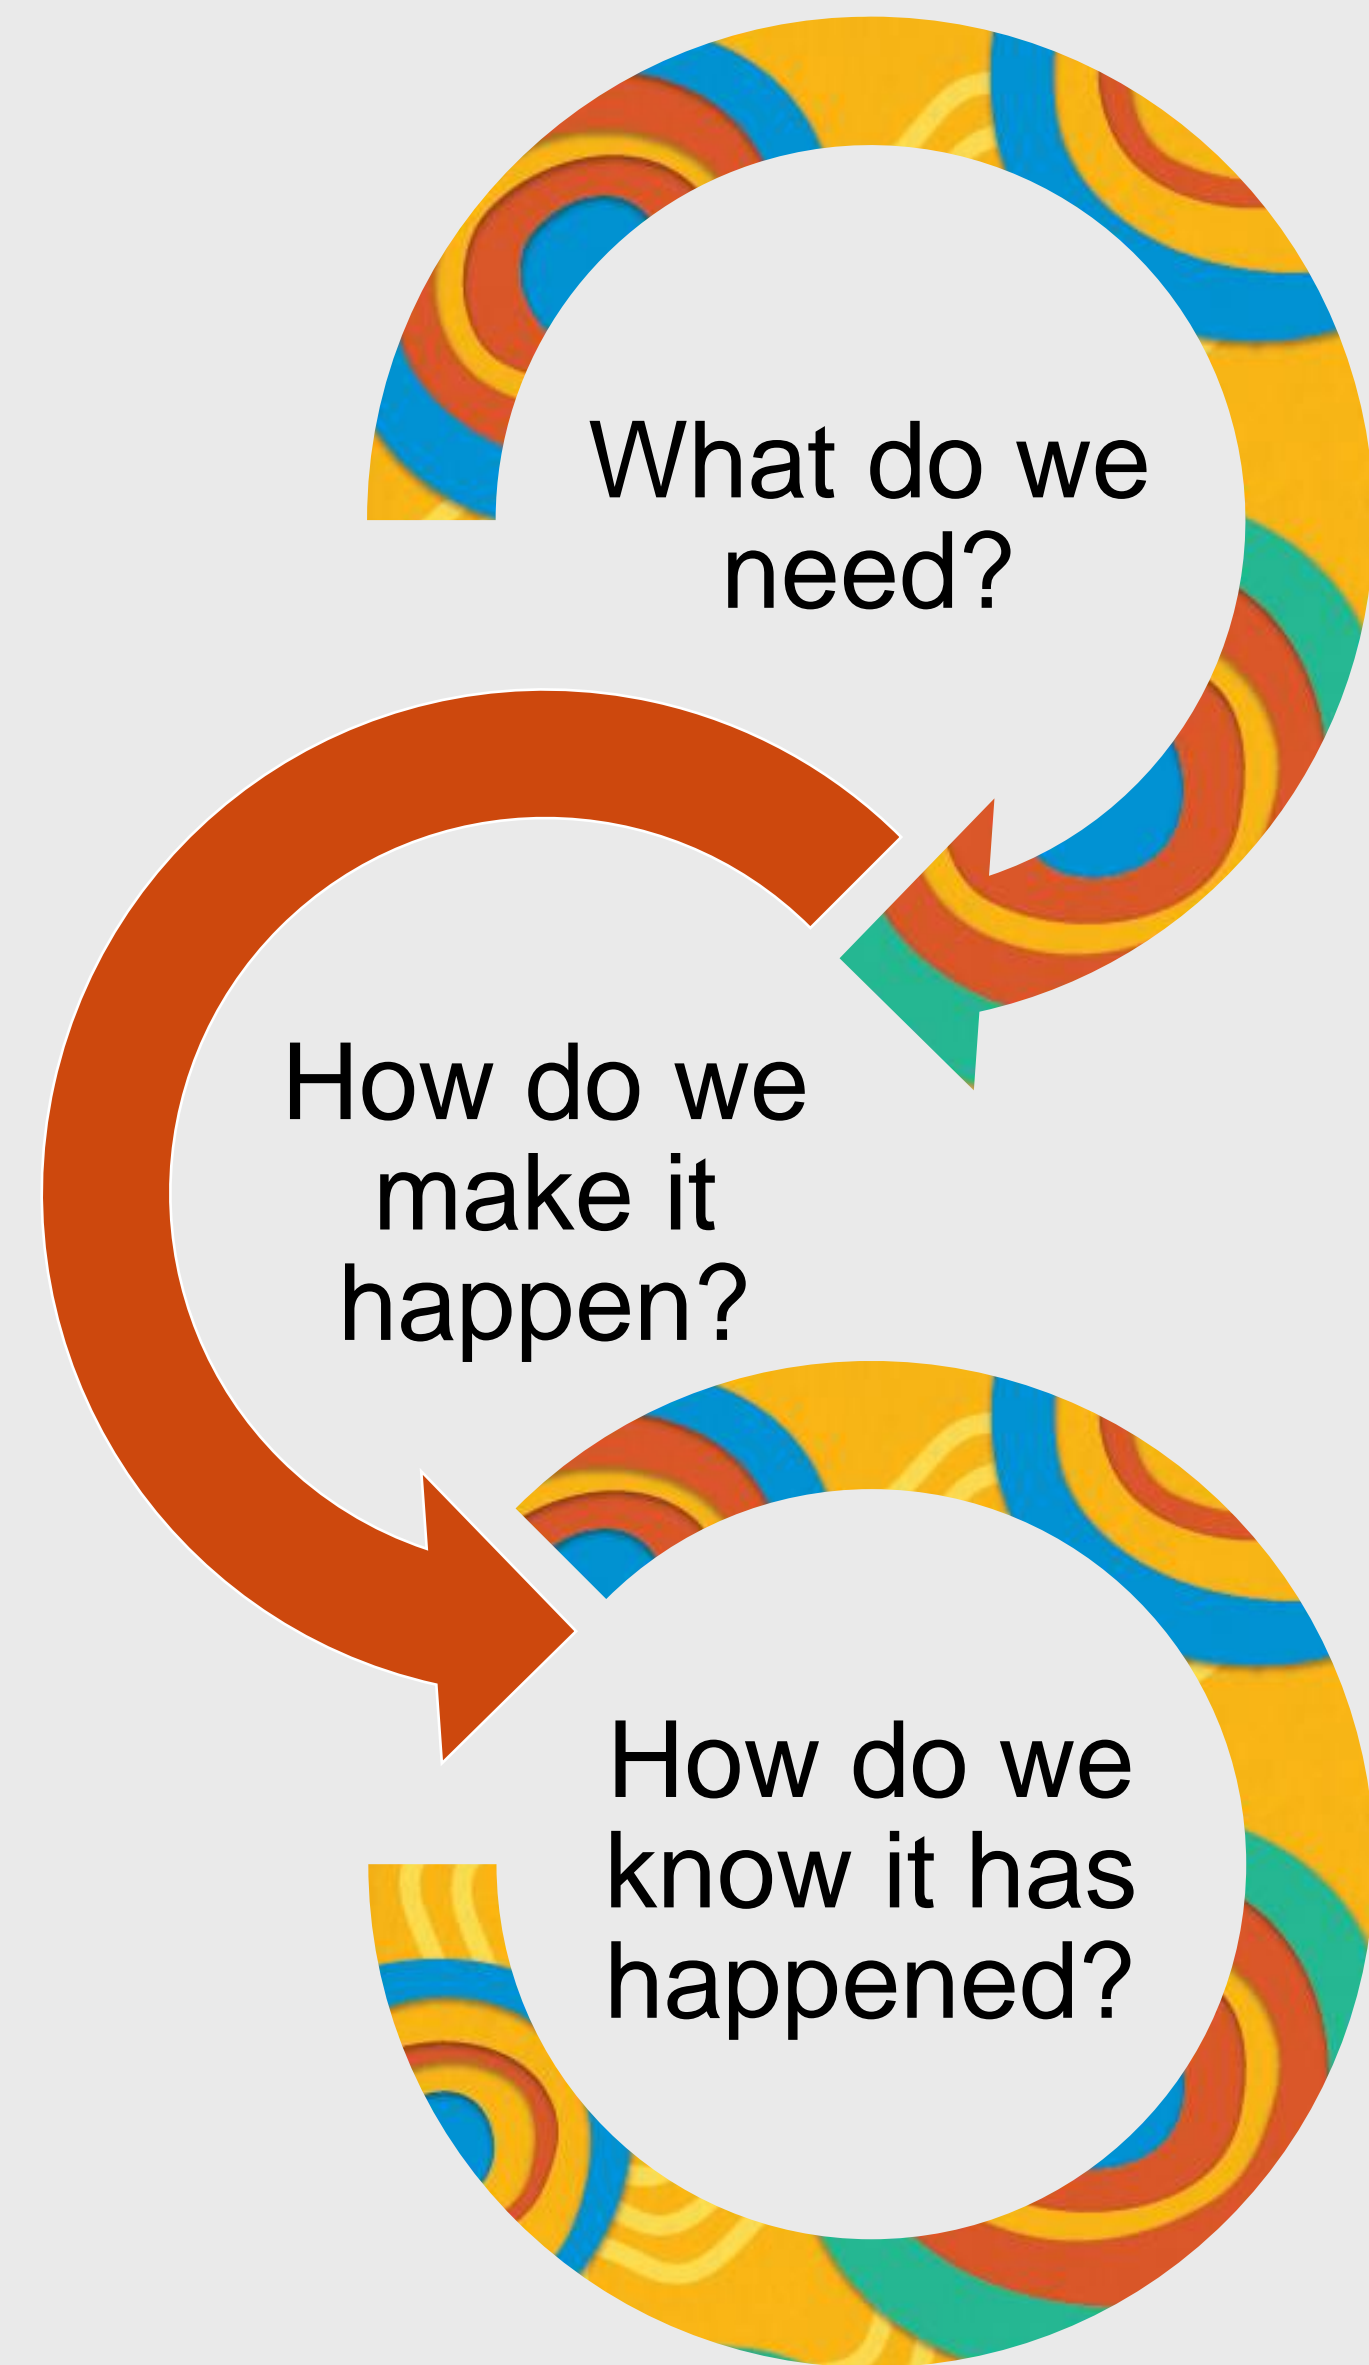 What do we
need?
How do we
make it
happen?
How do we
know it has
happened?